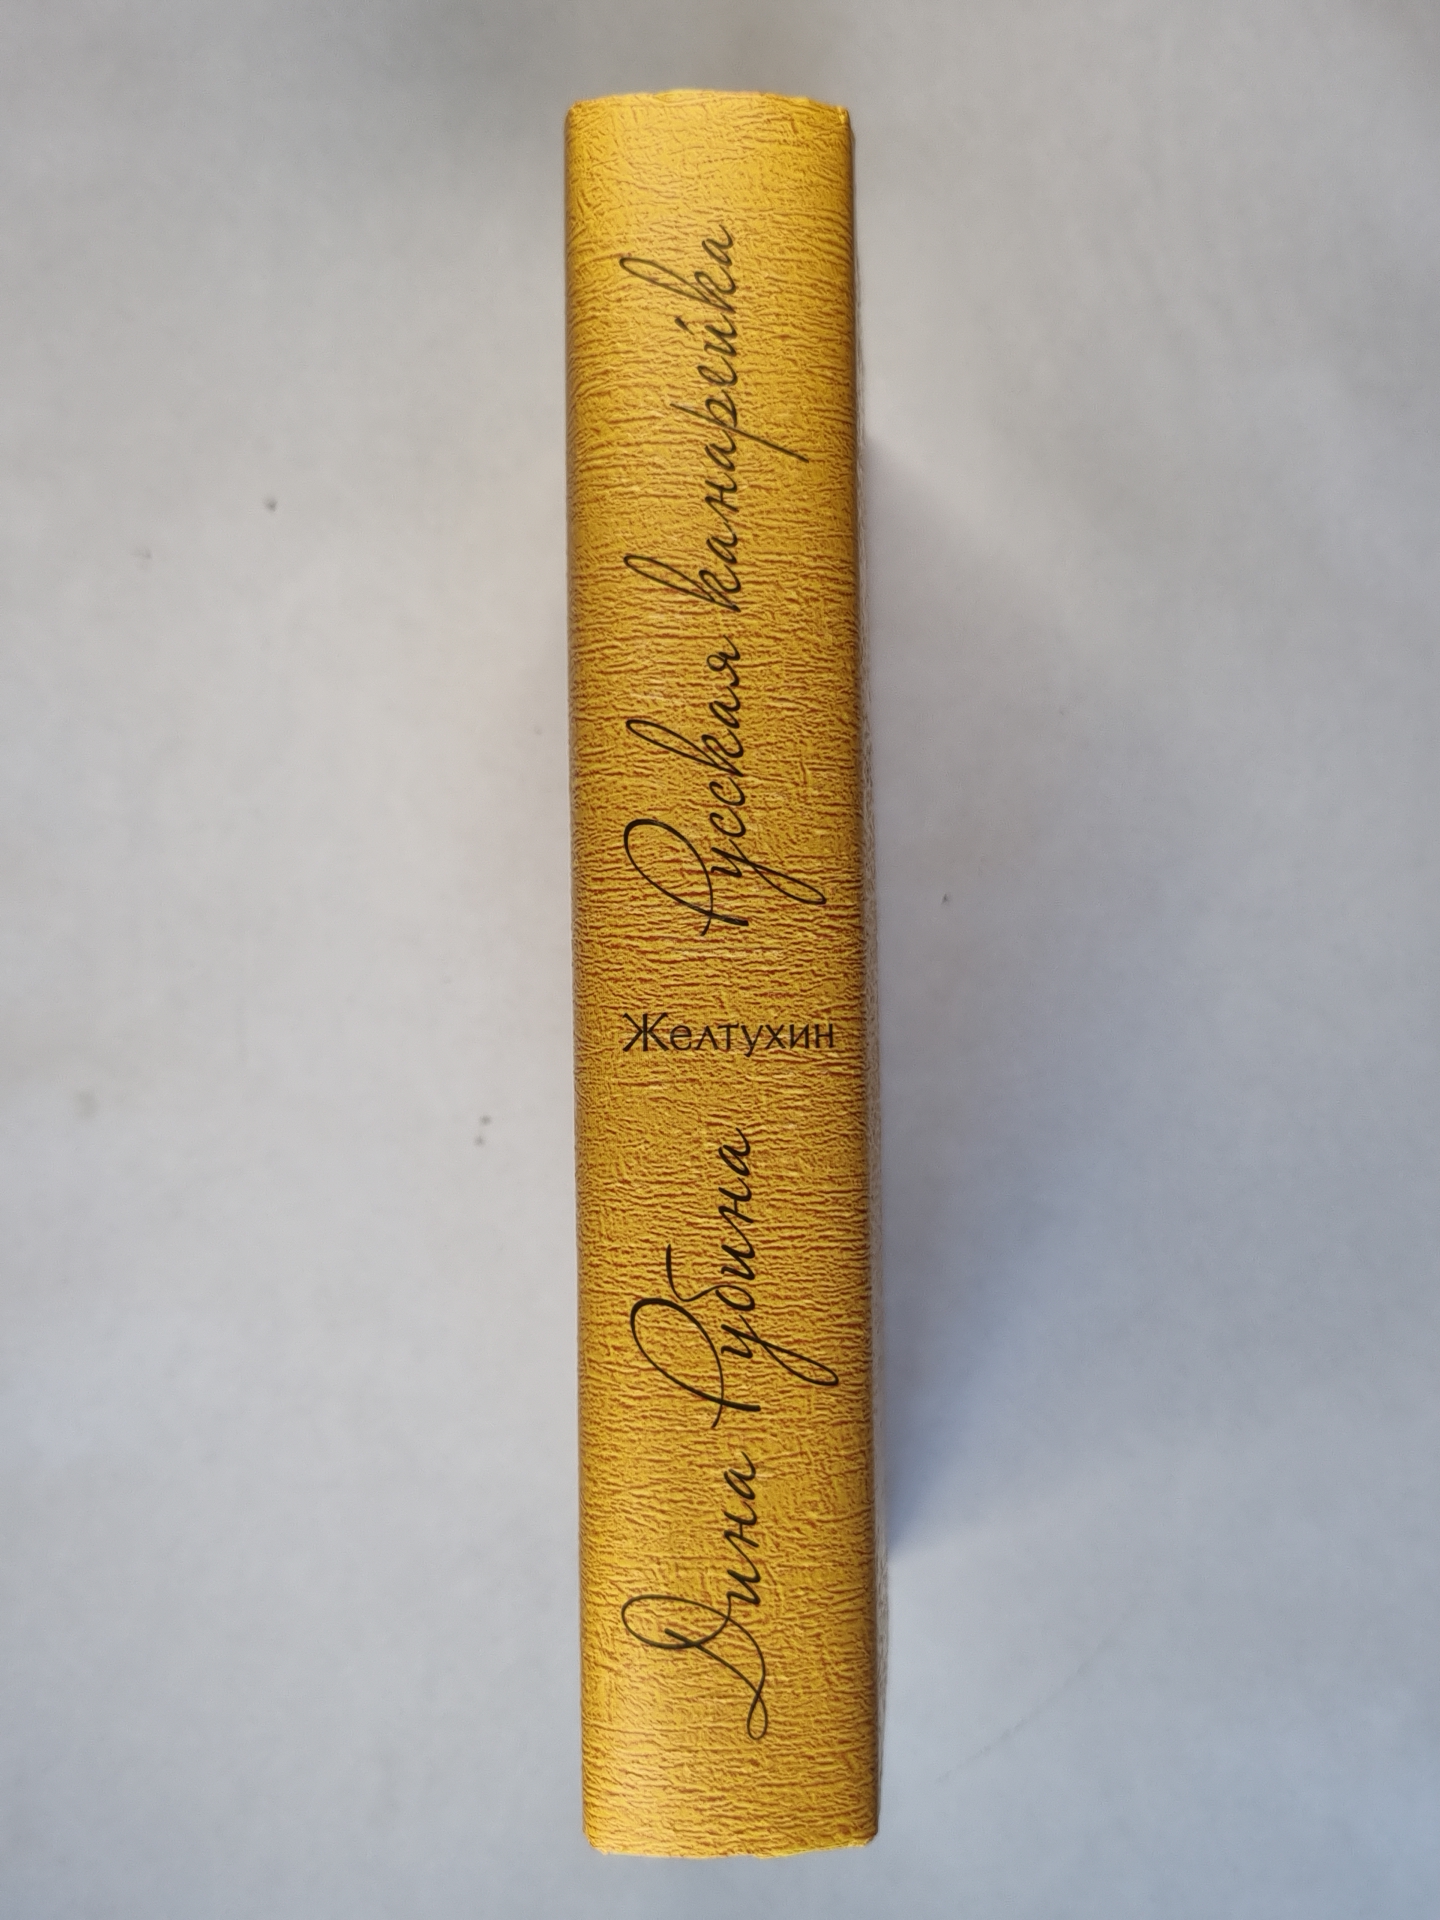 Дина Рубина
Желтухин
Русская канарейка